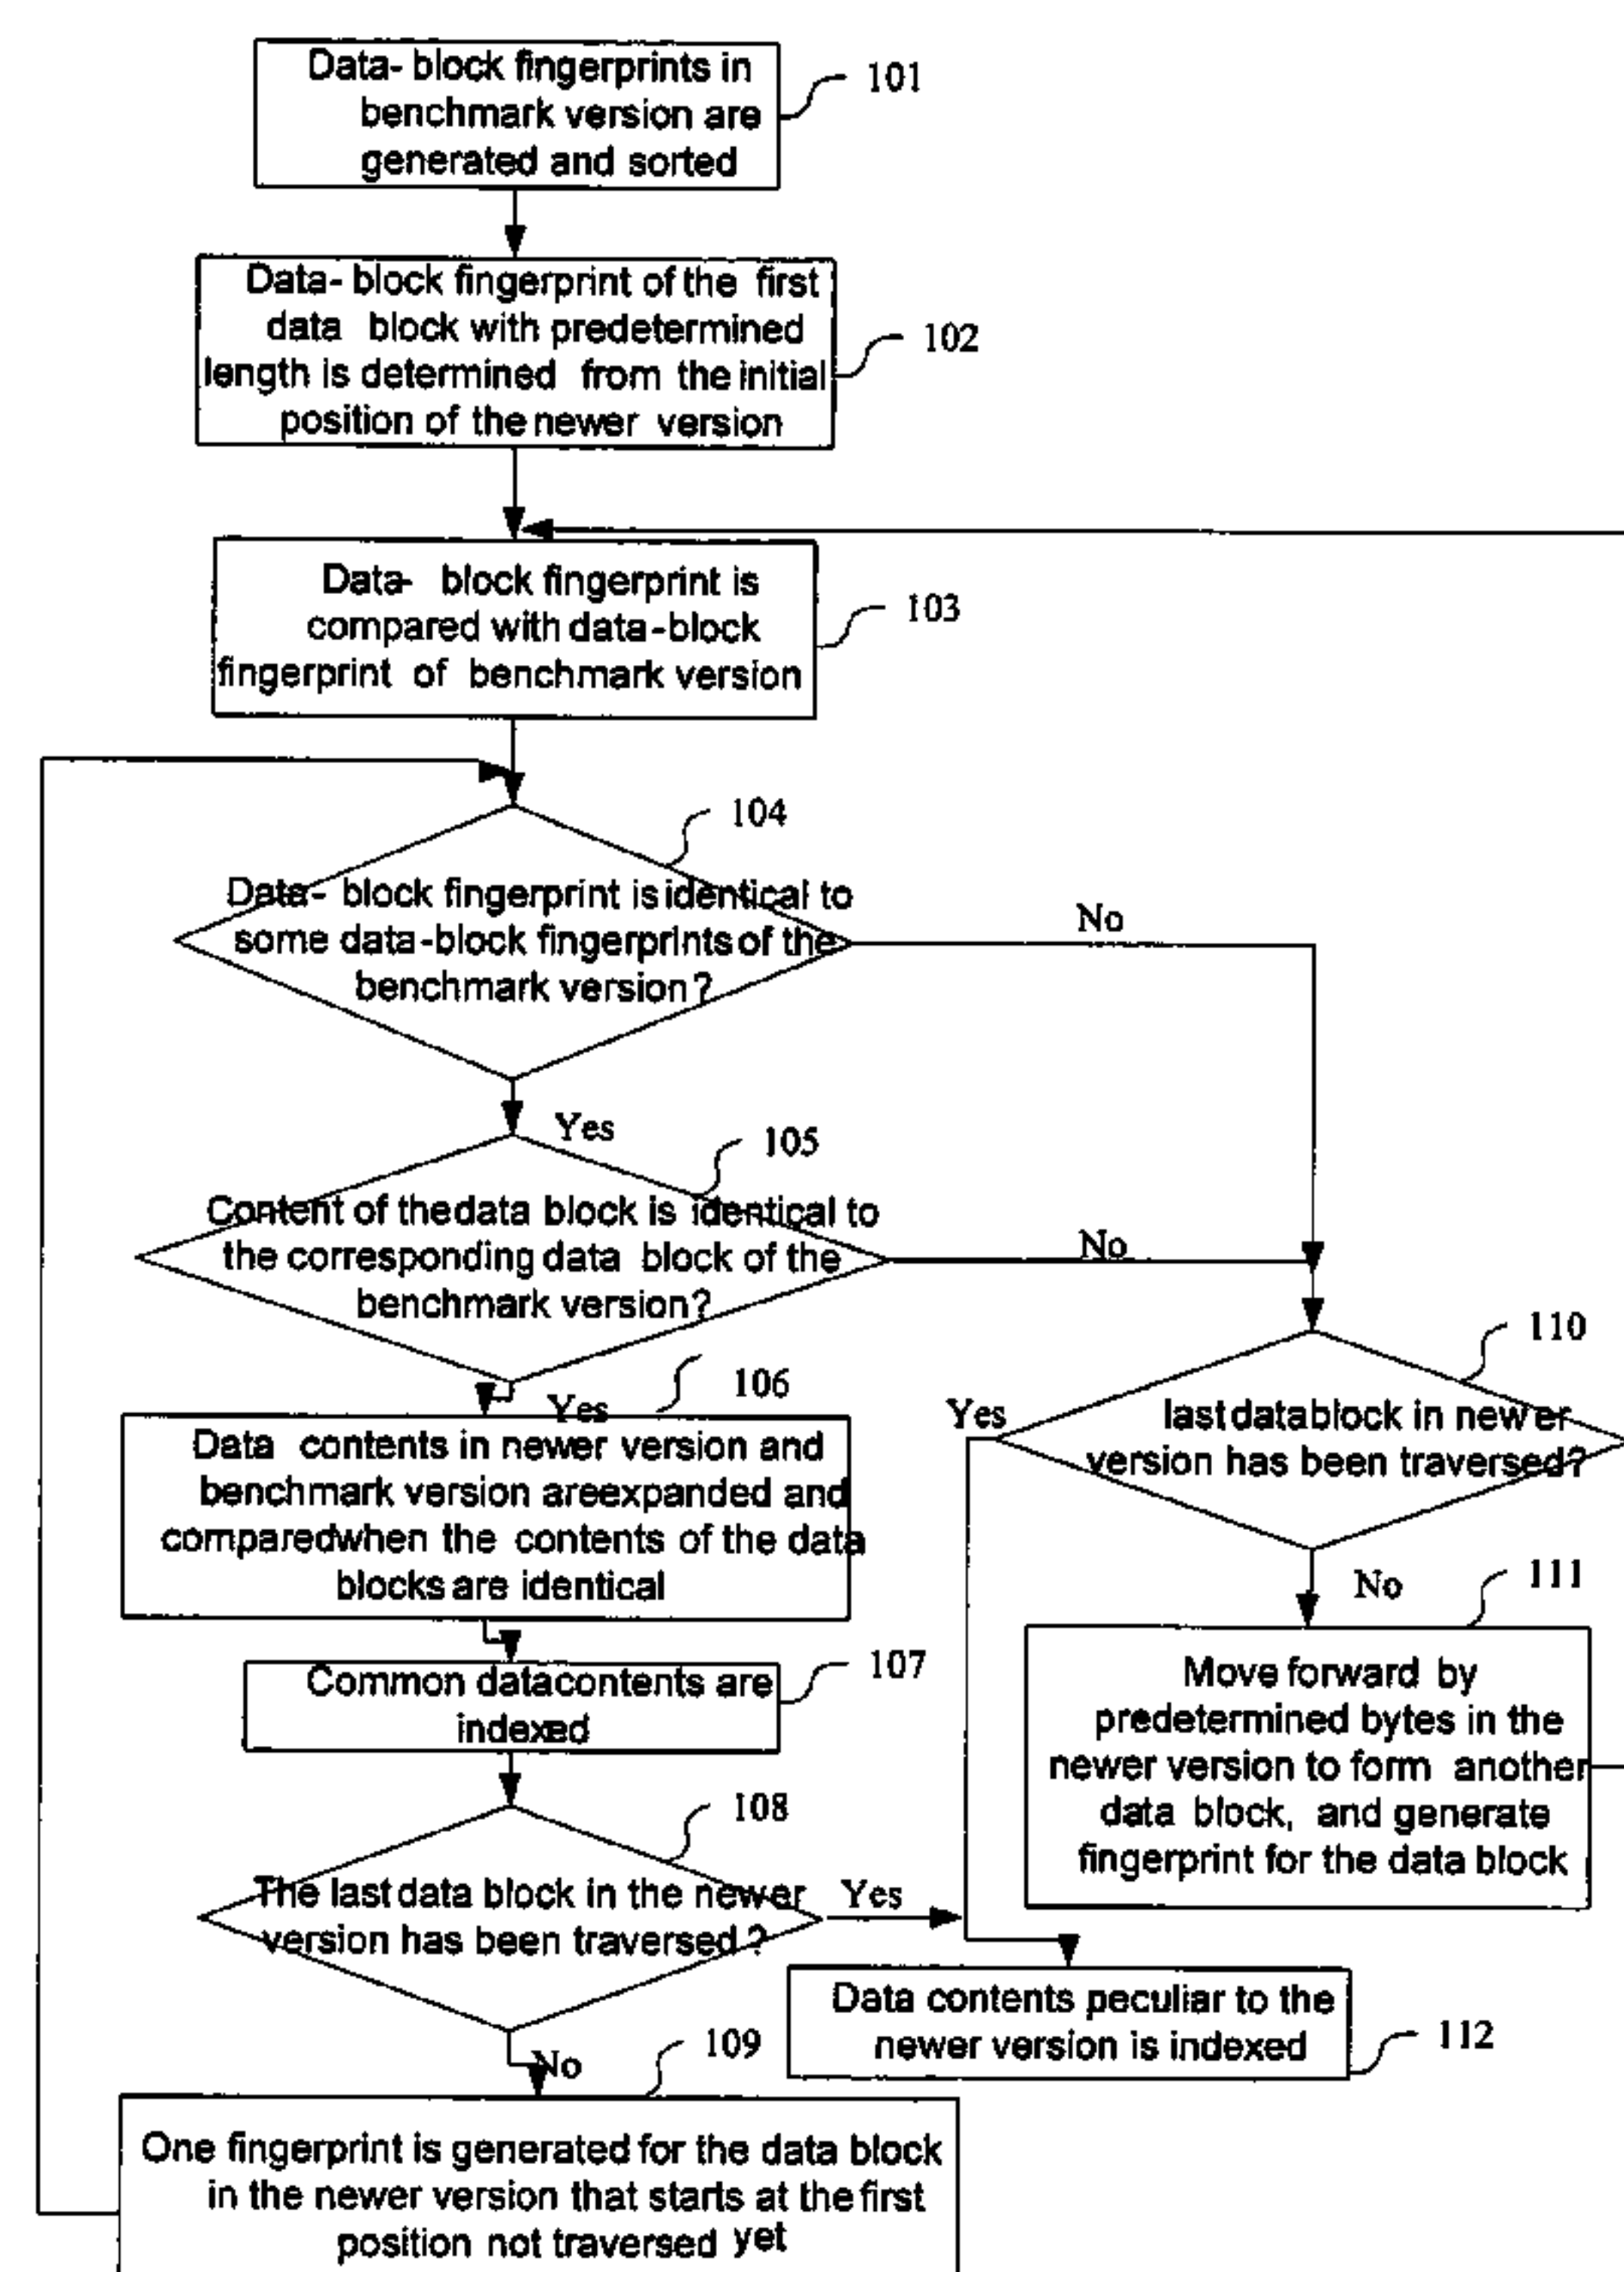 Data- block fingerprints in
benchmark version are
generated and sorted
101
Data- block fingerprint of the first
data block with predetermined
length is determined from the initial
position of the newer version
102
Data- block fingerprint is
compared with data-block
fingerprint of benchmark version
103
104
Data- block fingerprint is identical to
some data-block fingerprints of the
benchmark version?
No
Yes
105
Content of the data block is identical to
the corresponding data block of the
benchmark version?
No
Yes
106
Data contents in newer version and
benchmark version are expanded and
compared when the contents of the data
blocks are identical
110
Yes
last data block in newer
version has been traversed?
No
111
Move forward by
predetermined bytes in the
newer version to form another
data block, and generate
fingerprint for the data block
Common data contents are
indexed
107
108
The last data block in the newer
version has been traversed?
Yes
No
Data contents peculiar to the
newer version is indexed
112
109
One fingerprint is generated for the data block
in the newer version that starts at the first
position not traversed yet